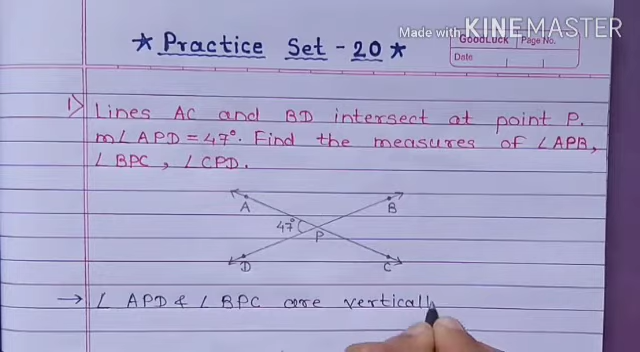 Made with KINEMASTER
GOODLUCK Page No.
Date
★ Practice Set - 20 ★
1) Lines AC and BD intersect at point P.
m∠APD = 47°. Find the measures of ∠APB,
∠BPC, ∠CPD.
A B
47°
P
D C
→ ∠ APD & ∠ BPC are vertically